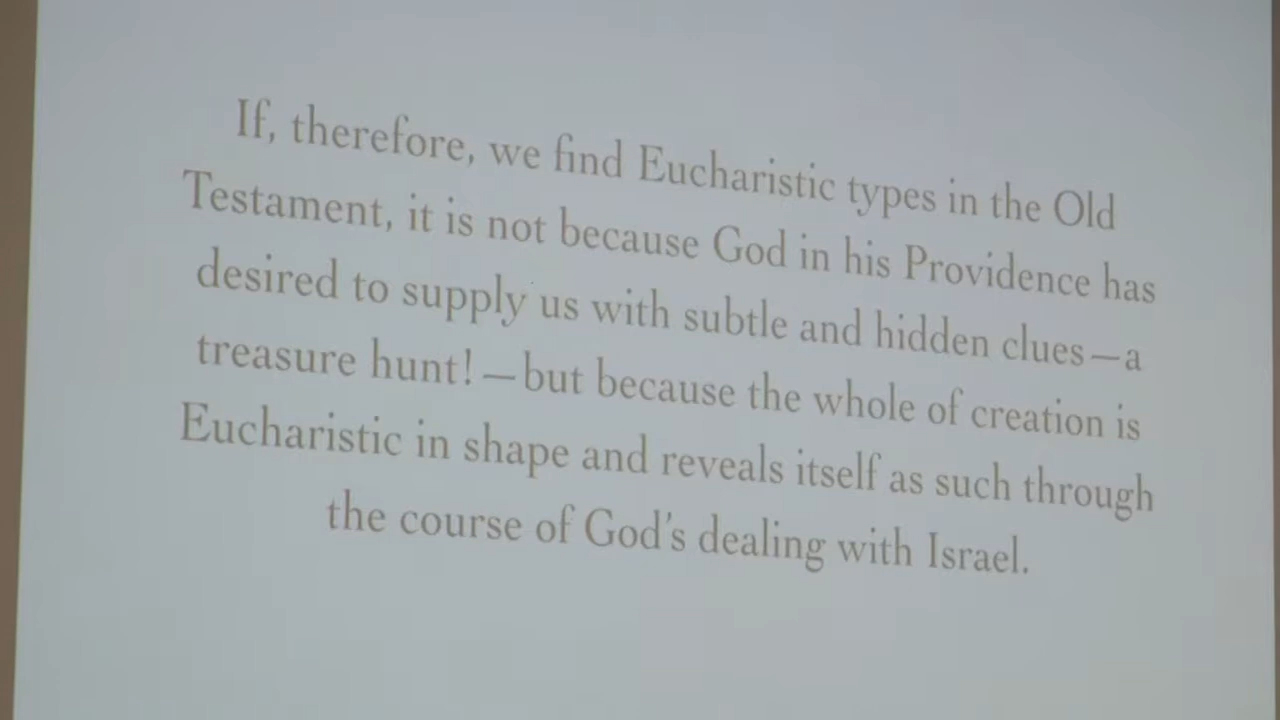 If, therefore, we find Eucharistic types in the Old
Testament, it is not because God in his Providence has
desired to supply us with subtle and hidden clues—a
treasure hunt!—but because the whole of creation is
Eucharistic in shape and reveals itself as such through
the course of God's dealing with Israel.